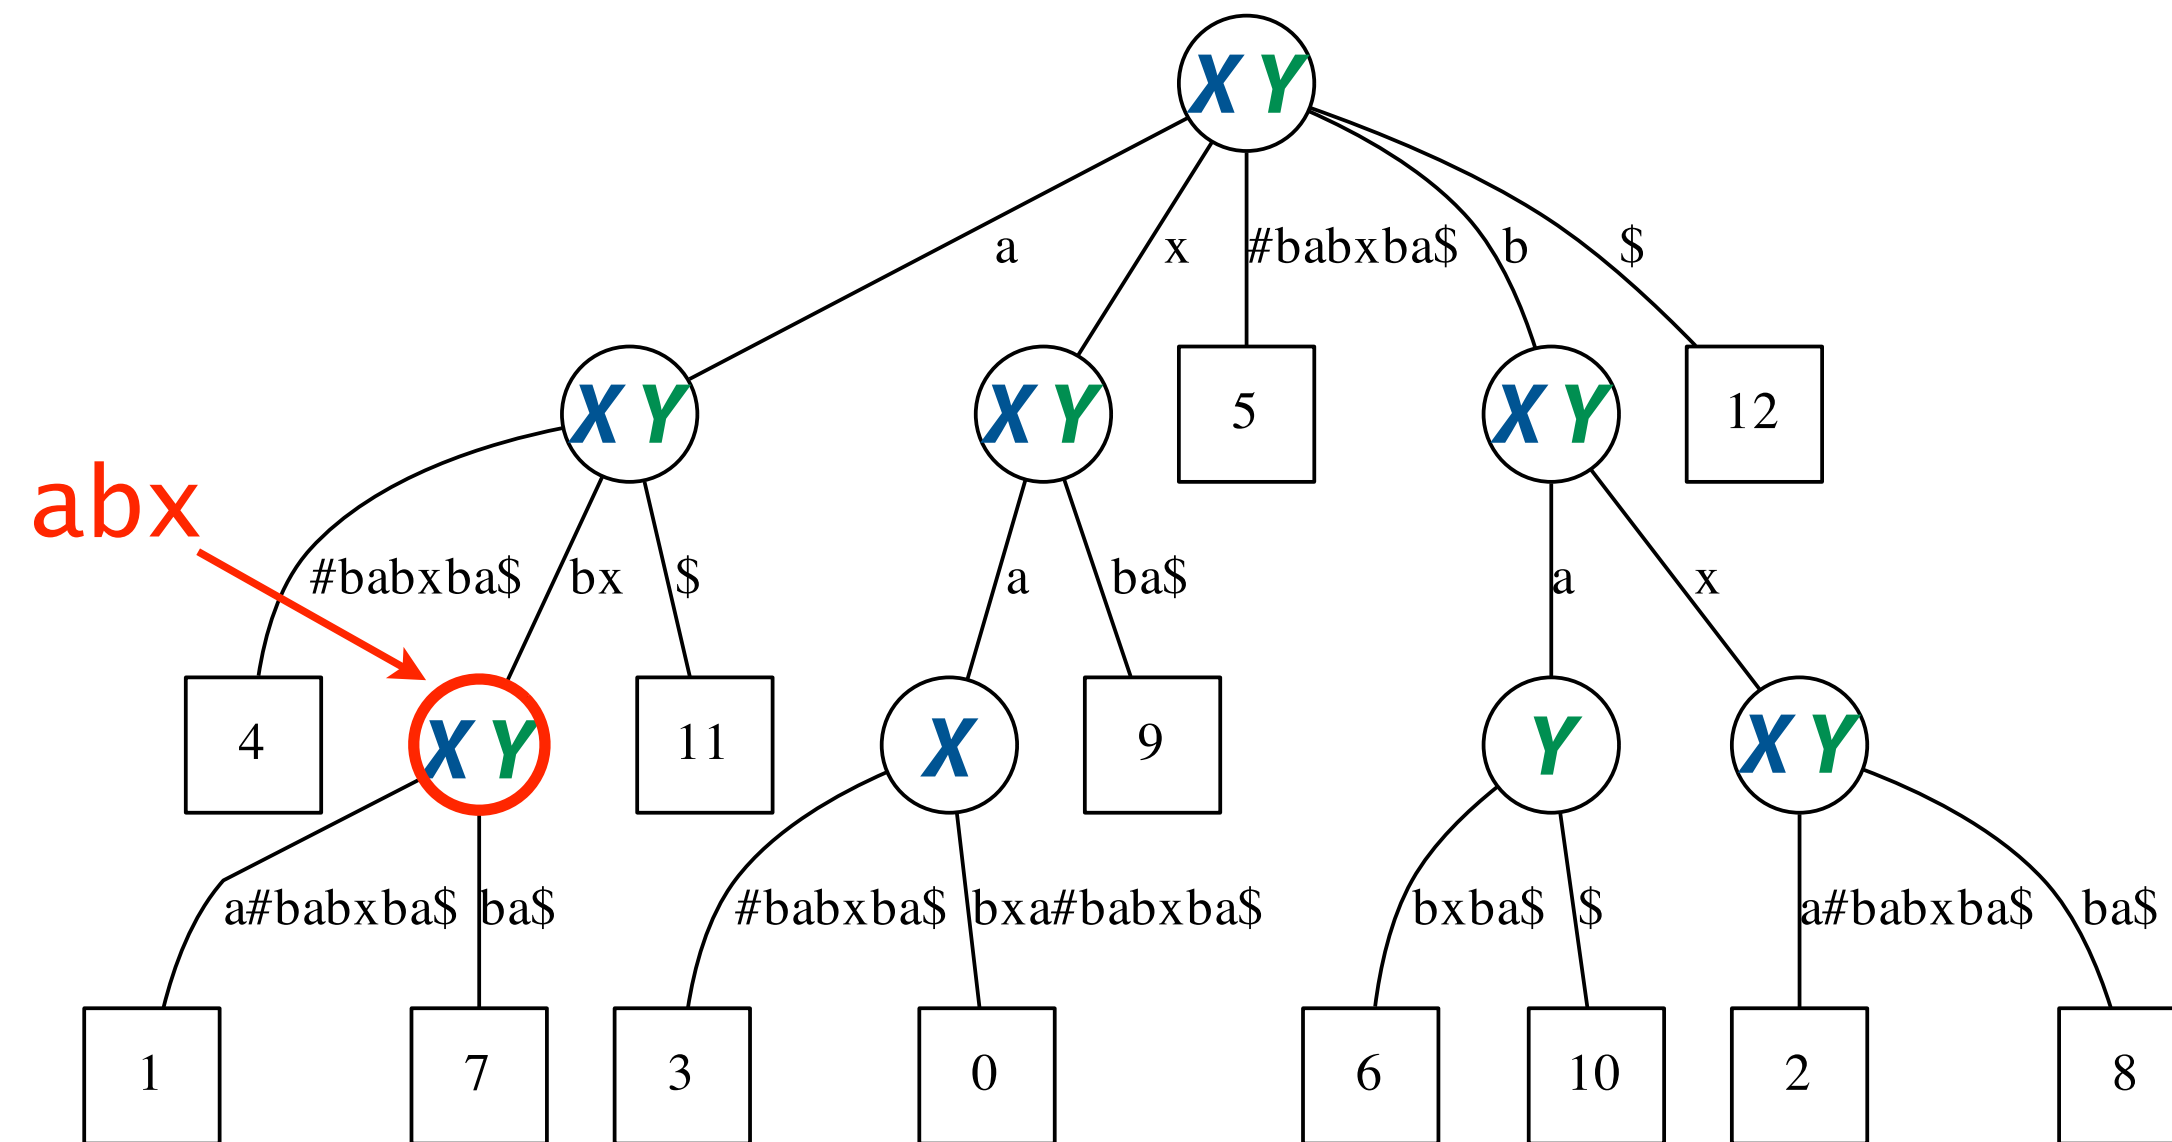 X Y
a x #babxba$ b $
X Y X Y 5 X Y 12
abx
#babxba$ bx $ a ba$ a x
4 X Y 11 X 9 Y X Y
a#babxba$ ba$ #babxba$ bxa#babxba$ bxba$ $ a#babxba$ ba$
1 7 3 0 6 10 2 8